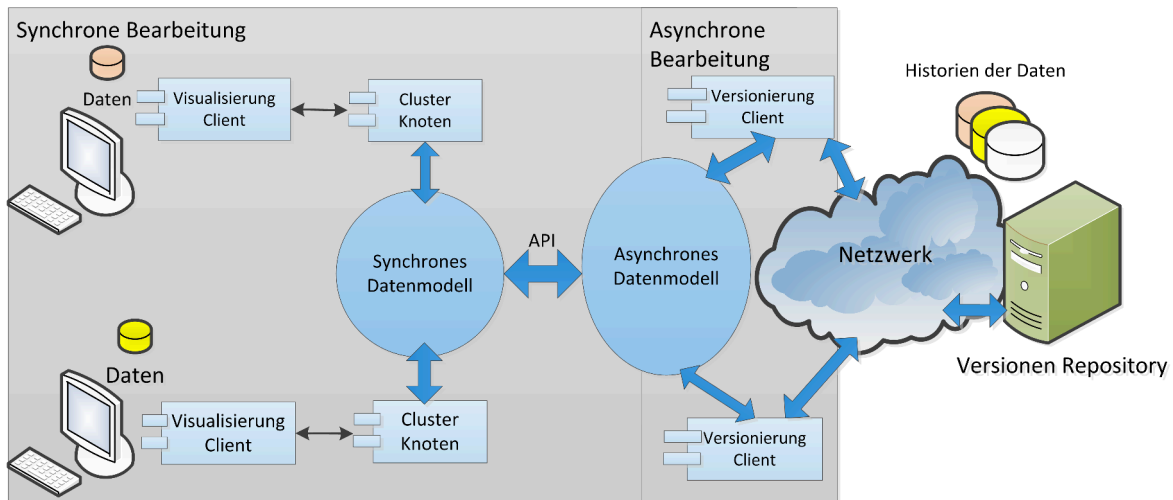 Synchrone Bearbeitung
Asynchrone
Bearbeitung
Historien der Daten
Daten
Visualisierung
Client
Cluster
Knoten
Versionierung
Client
API
Synchrones
Datenmodell
Asynchrones
Datenmodell
Netzwerk
Versionen Repository
Daten
Visualisierung
Client
Cluster
Knoten
Versionierung
Client